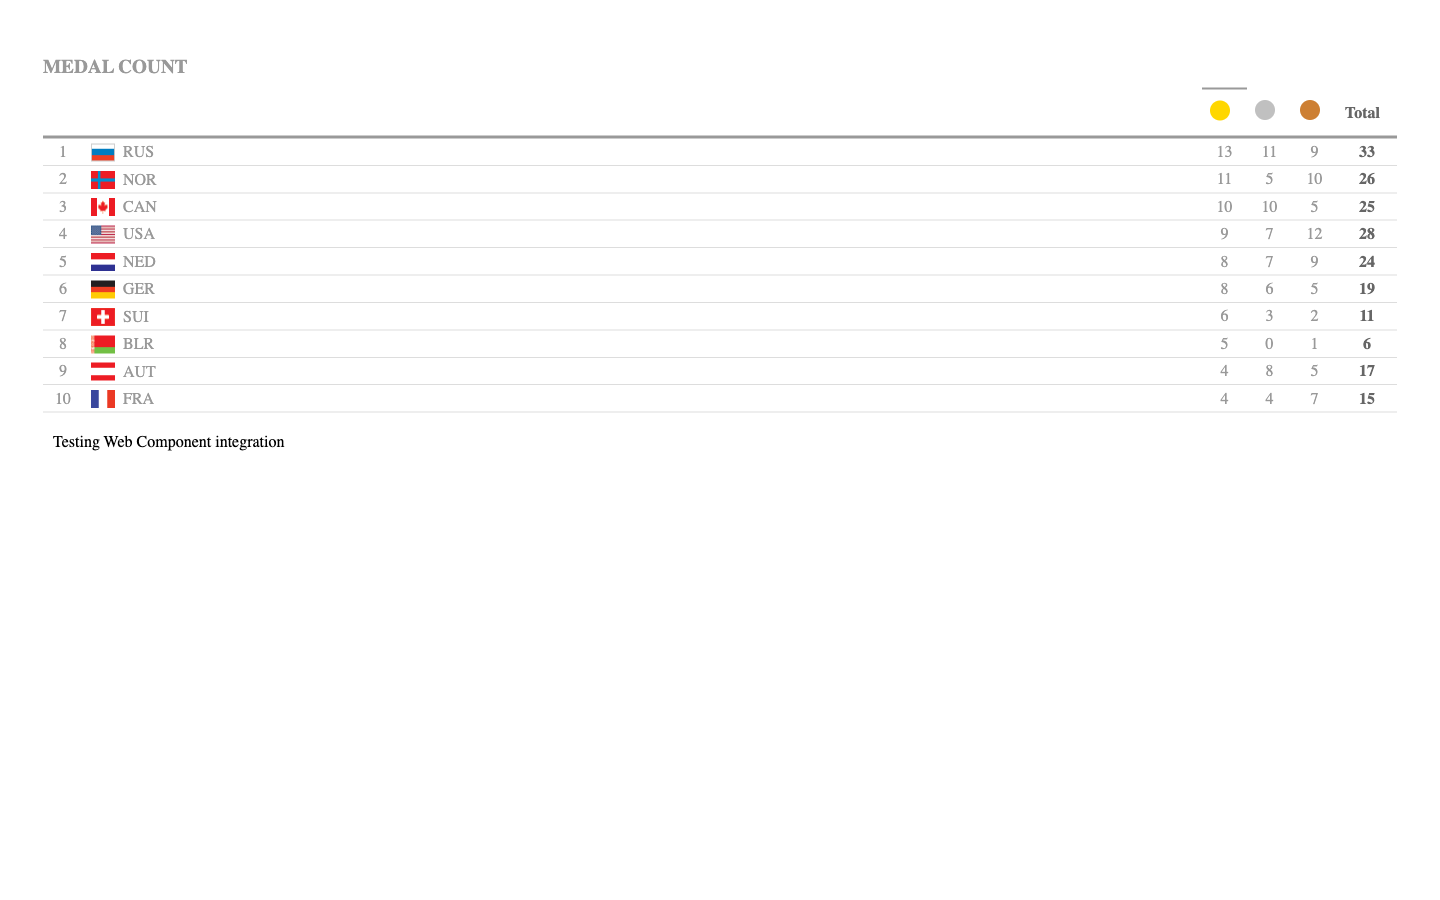 MEDAL COUNT
Total
1 RUS 13 11 9 33
2 NOR 11 5 10 26
3 CAN 10 10 5 25
4 USA 9 7 12 28
5 NED 8 7 9 24
6 GER 8 6 5 19
7 SUI 6 3 2 11
8 BLR 5 0 1 6
9 AUT 4 8 5 17
10 FRA 4 4 7 15
Testing Web Component integration